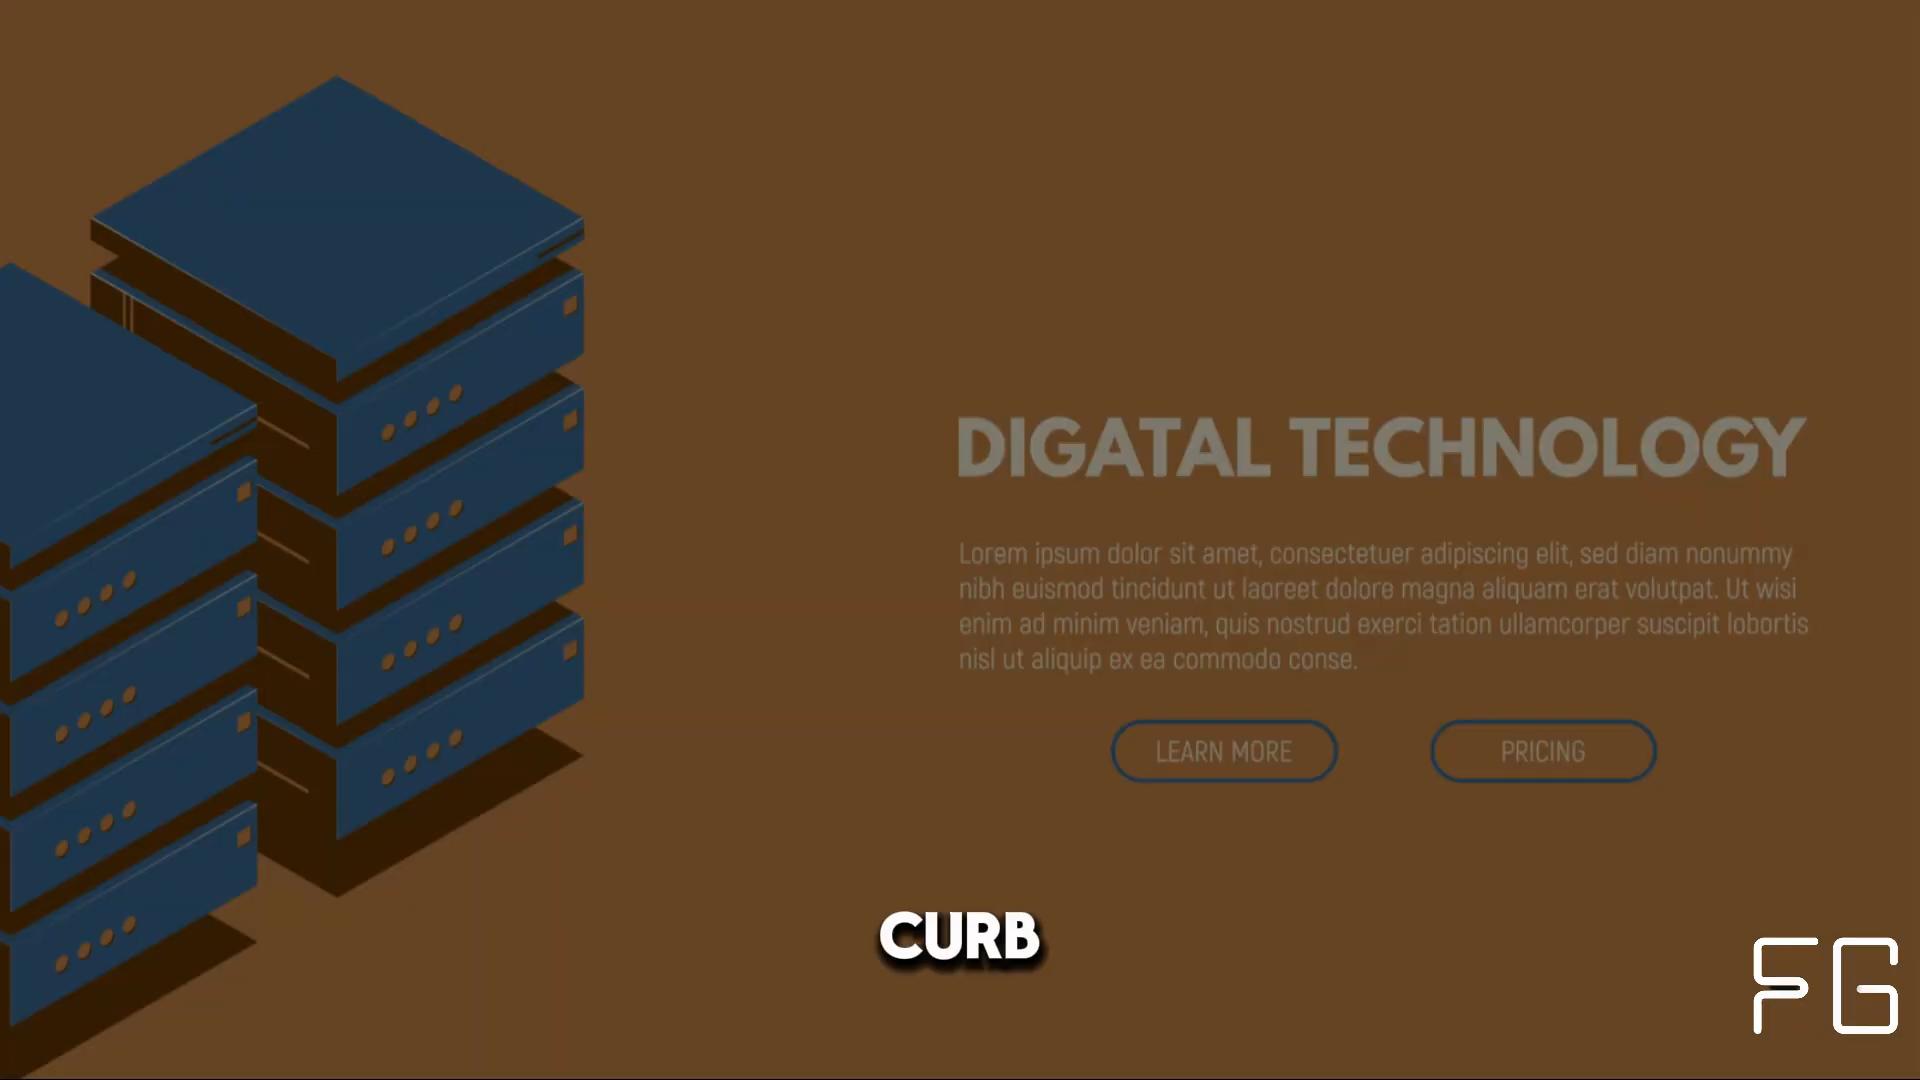 DIGATAL TECHNOLOGY
Lorem ipsum dolor sit amet, consectetuer adipiscing elit, sed diam nonummy
nibh euismod tincidunt ut laoreet dolore magna aliquam erat volutpat. Ut wisi
enim ad minim veniam, quis nostrud exerci tation ullamcorper suscipit lobortis
nisl ut aliquip ex ea commodo conse.
LEARN MORE
PRICING
CURB
FG